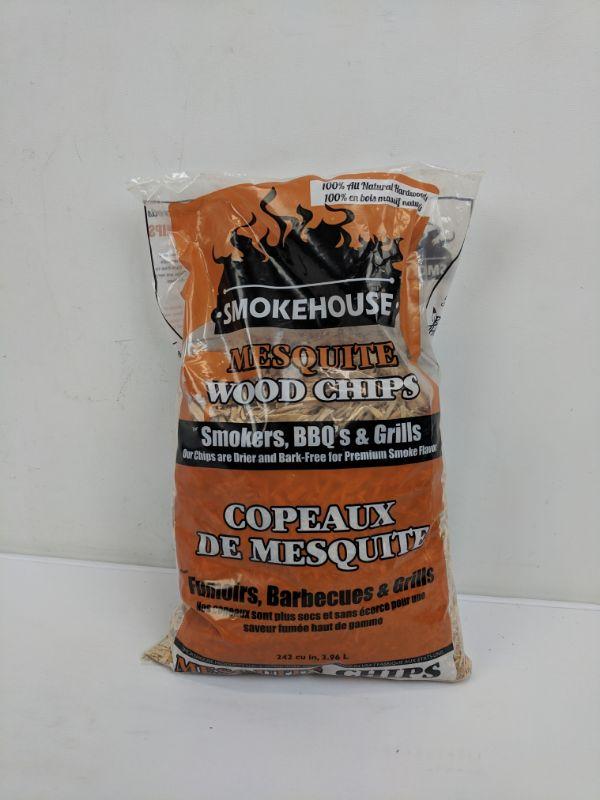 100% All Natural Hardwoods
100% en bois massif naturel
SMOKEHOUSE
MESQUITE
WOOD CHIPS
Smokers, BBQ's & Grills
Our Chips are Drier and Bark-Free for Premium Smoke Flavor
COPEAUX
DE MESQUITE
Fumoirs, Barbecues & Grills
Nos copeaux sont plus secs et sans écorce pour une
saveur fumée haut de gamme
242 cu in, 3.96 L
MESQUITE CHIPS